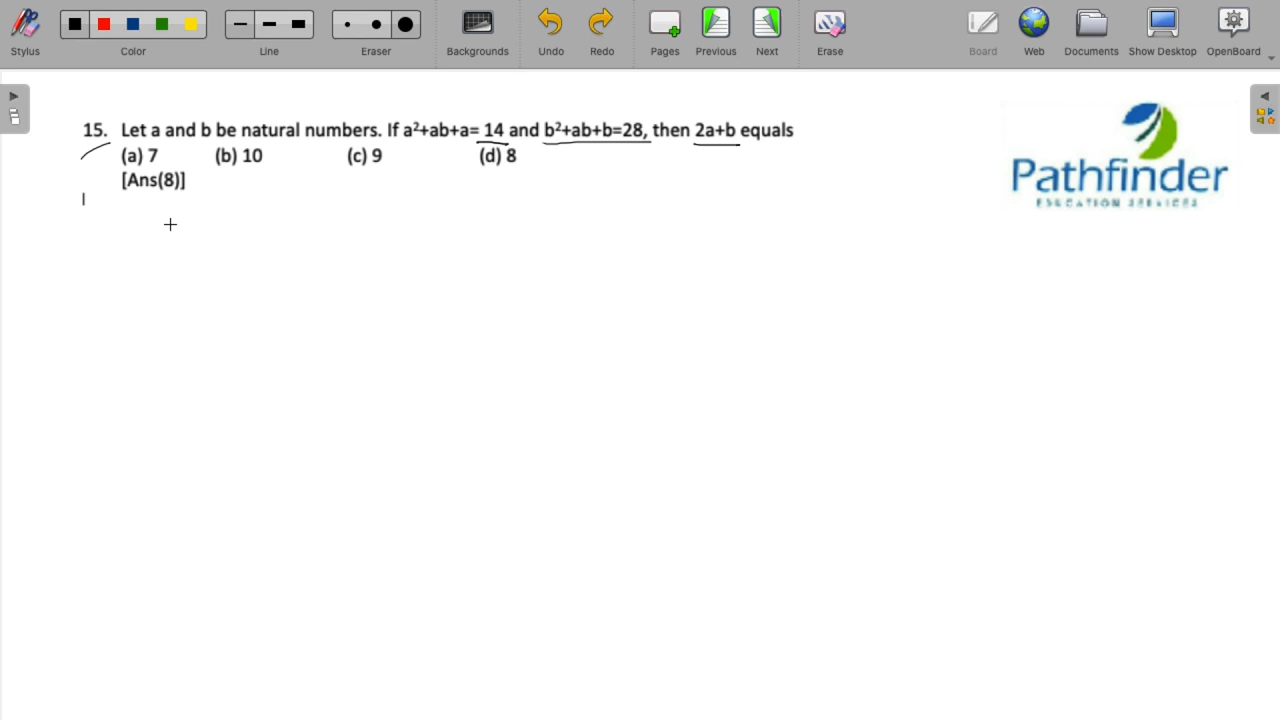 Stylus Color Line Eraser Backgrounds Undo Redo Pages Previous Next Erase Board Web Documents Show Desktop OpenBoard
15. Let a and b be natural numbers. If a²+ab+a= 14 and b²+ab+b=28, then 2a+b equals
(a) 7 (b) 10 (c) 9 (d) 8
[Ans(8)]
Pathfinder
EDUCATION SERVICES